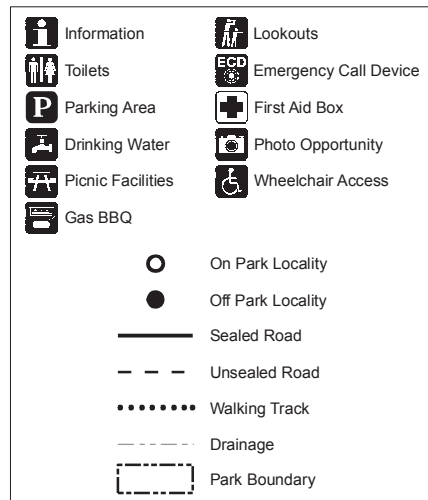 i Information
Lookouts
Toilets
ECD Emergency Call Device
P Parking Area
First Aid Box
Drinking Water
Photo Opportunity
Picnic Facilities
Wheelchair Access
Gas BBQ
On Park Locality
Off Park Locality
Sealed Road
Unsealed Road
Walking Track
Drainage
Park Boundary